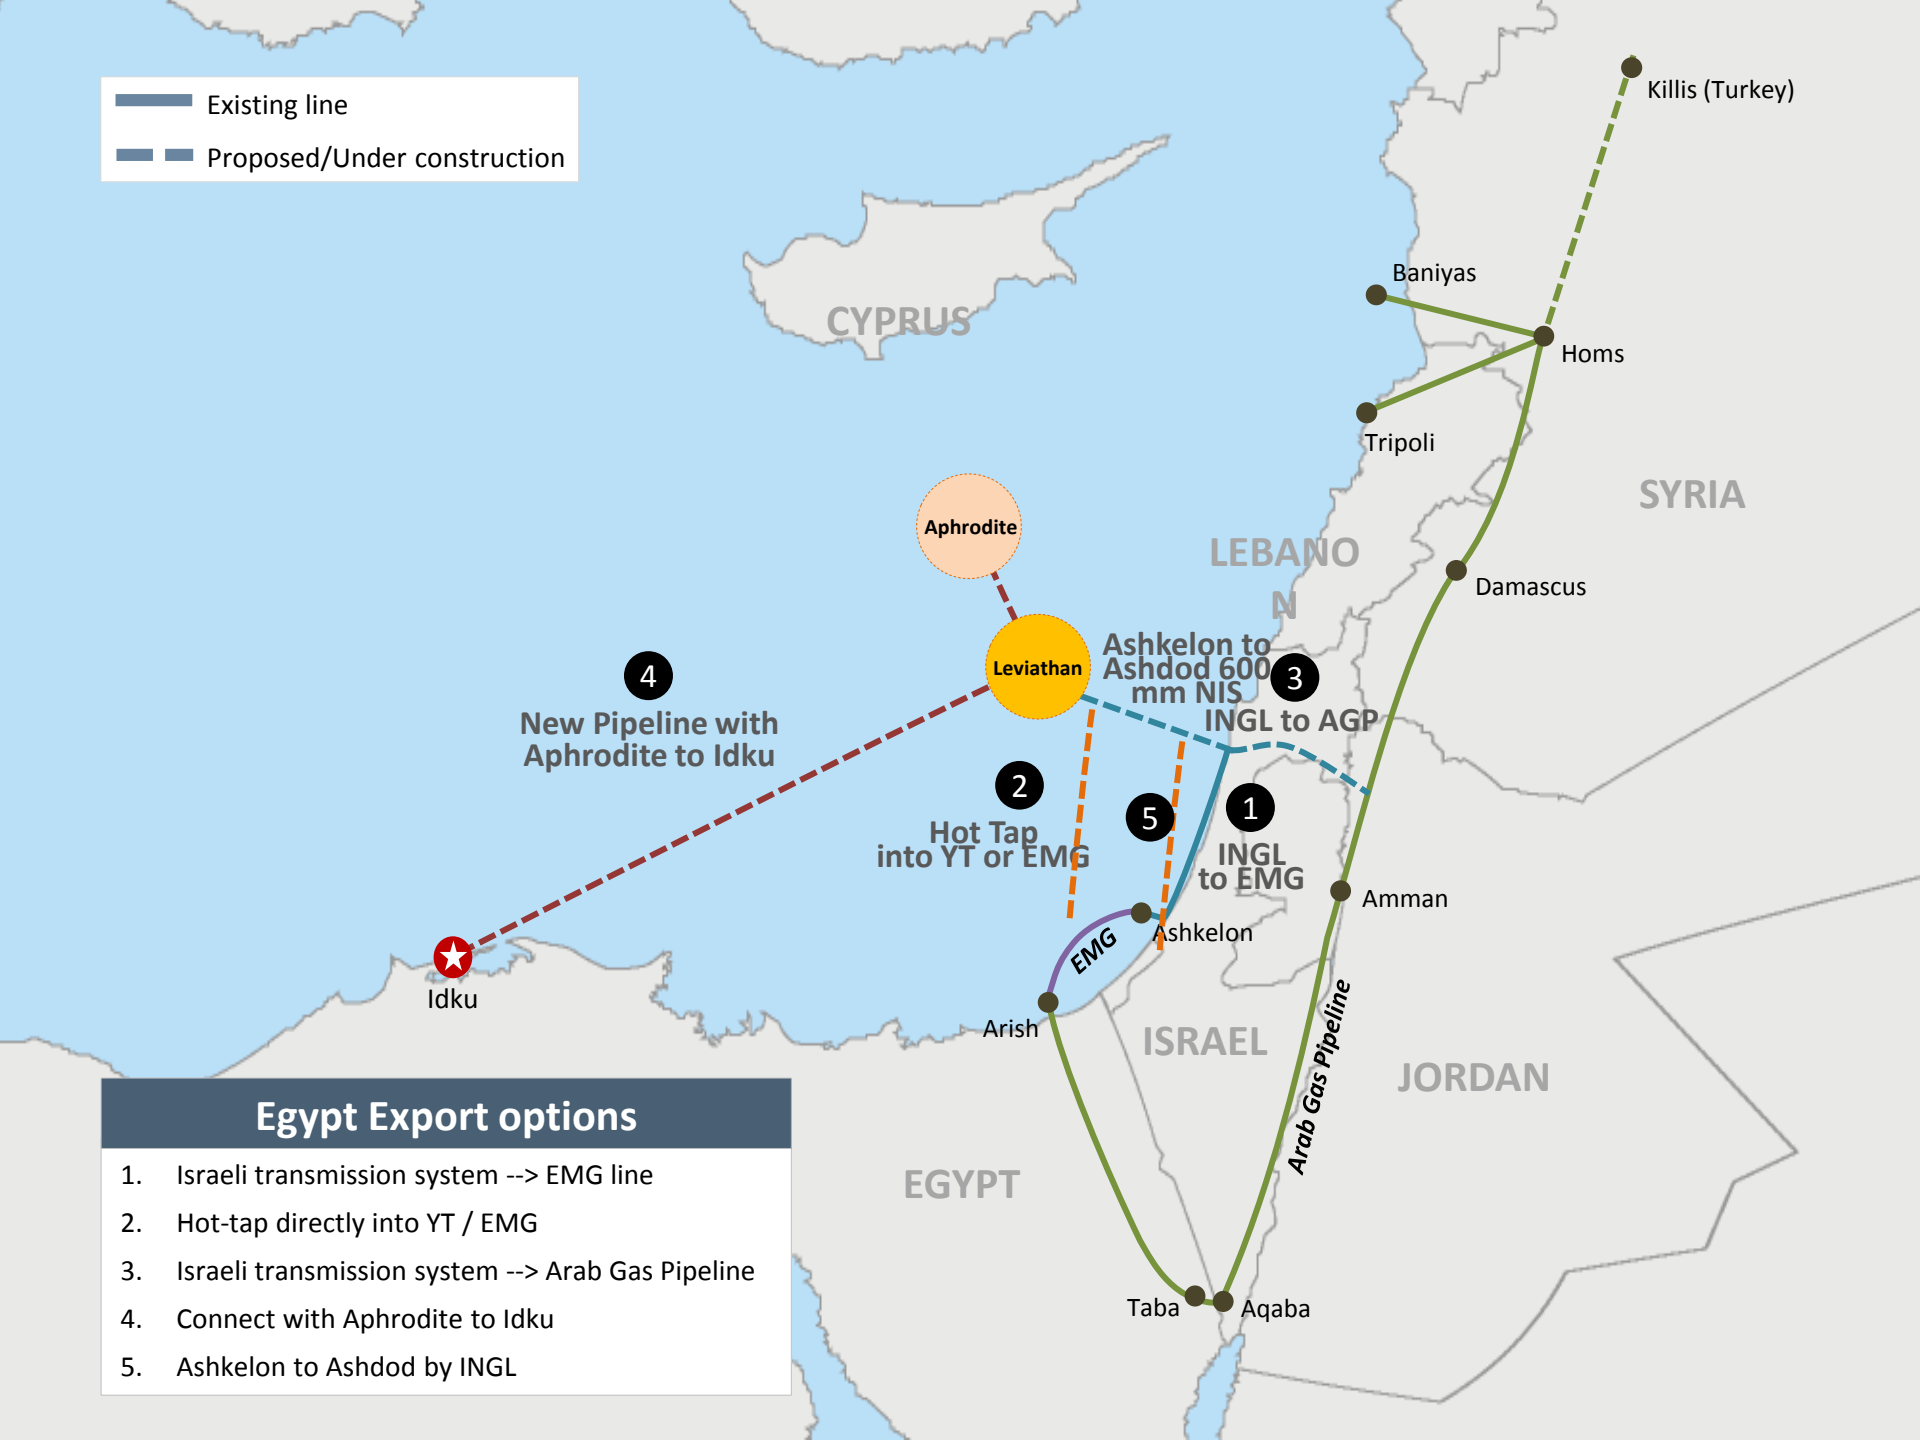 Existing line
Proposed/Under construction
Killis (Turkey)
Baniyas
CYPRUS
Homs
Tripoli
SYRIA
Aphrodite
LEBANO
N
Damascus
Leviathan
Ashkelon to
Ashdod 600
mm NIS
3
INGL to AGP
4
New Pipeline with
Aphrodite to Idku
2
Hot Tap
into YT or EMG
5
1
INGL
to EMG
Amman
Ashkelon
EMG
Idku
Arish
ISRAEL
Arab Gas Pipeline
JORDAN
EGYPT
Taba
Aqaba
Egypt Export options
1. Israeli transmission system --> EMG line
2. Hot-tap directly into YT / EMG
3. Israeli transmission system --> Arab Gas Pipeline
4. Connect with Aphrodite to Idku
5. Ashkelon to Ashdod by INGL